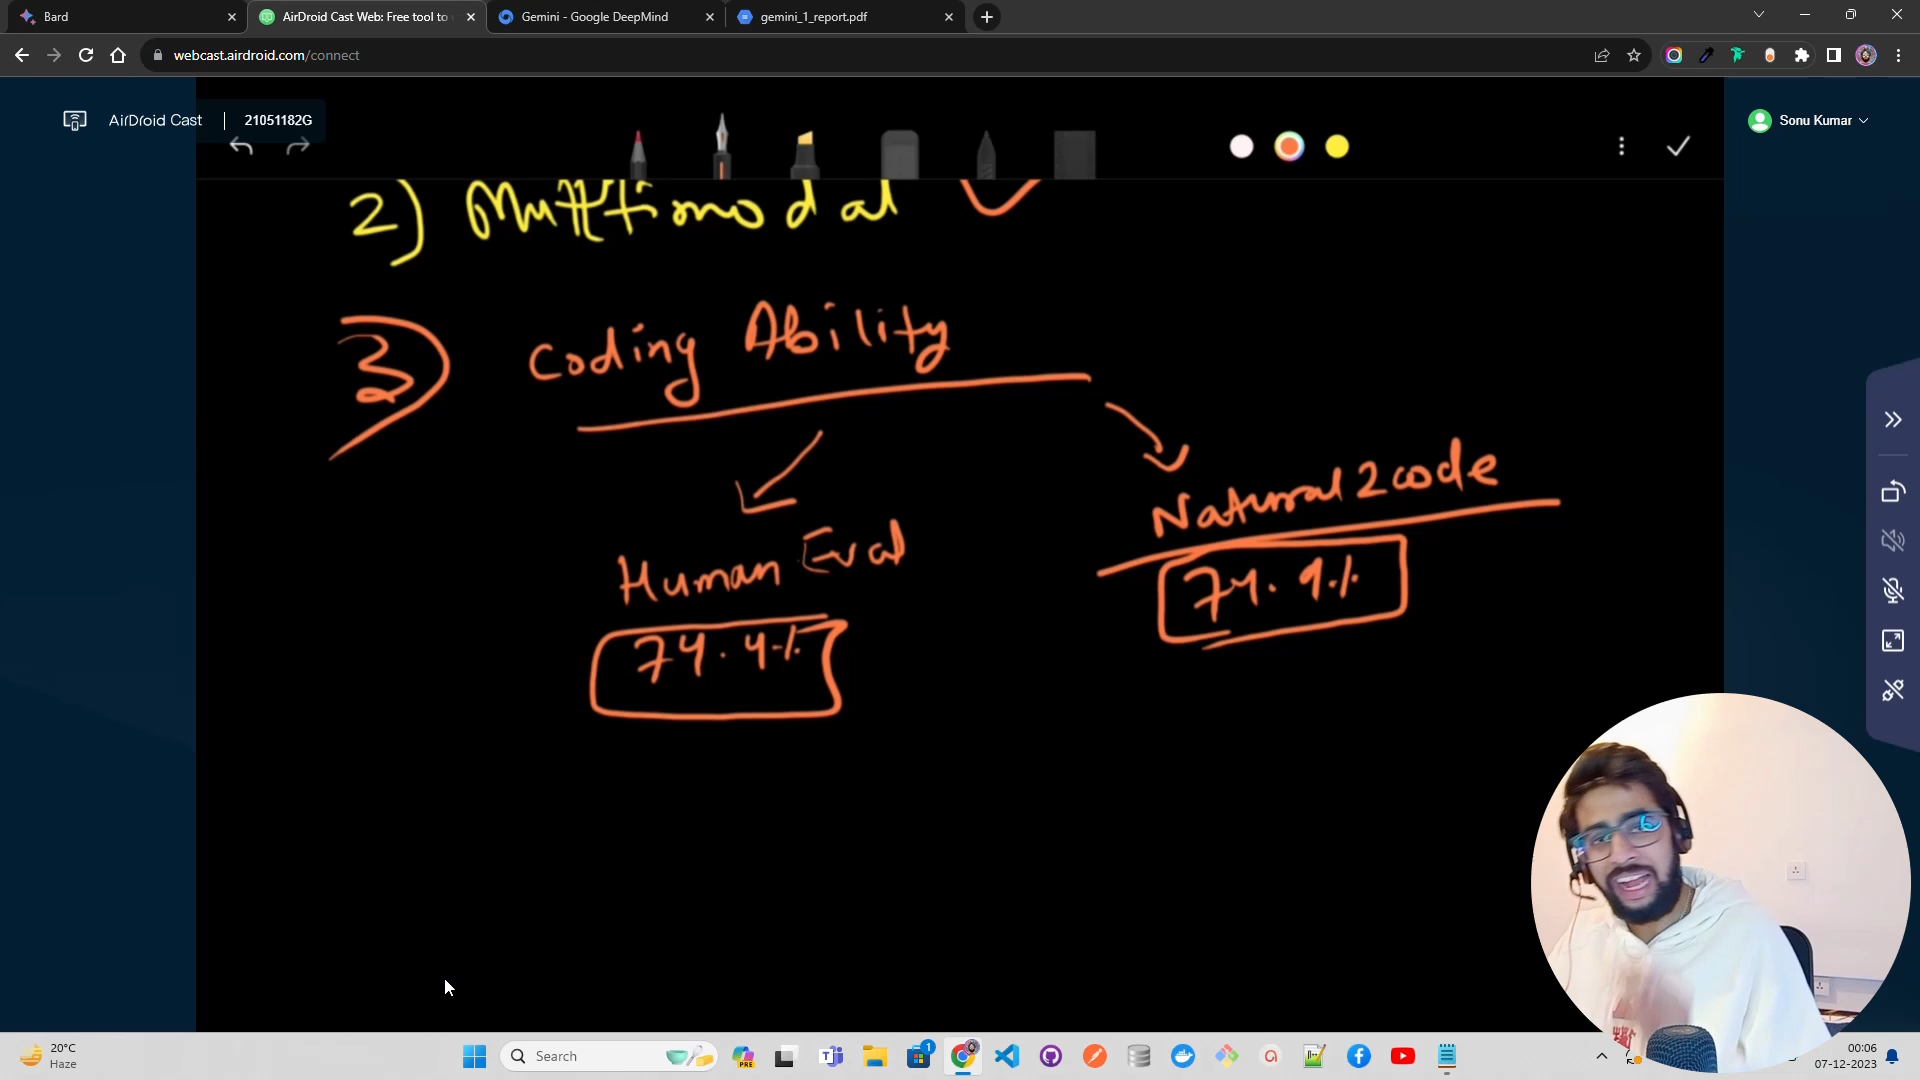 Bard
AirDroid Cast Web: Free tool to
Gemini - Google DeepMind
gemini_1_report.pdf
webcast.airdroid.com/connect
AirDroid Cast
21051182G
Sonu Kumar
2) Multimodal
3) Coding Ability
Natural 2 code
74.9%
Human Eval
74.4%
20°C
Haze
Search
PRE
1
00:06
07-12-2023